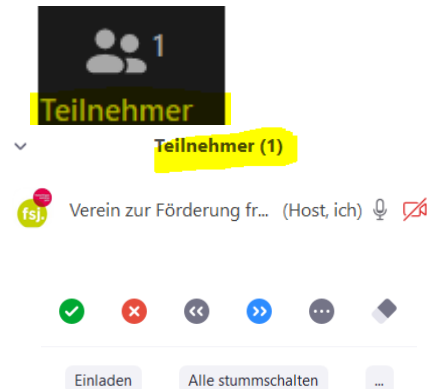 1
Teilnehmer
Teilnehmer (1)
fsj. Verein zur Förderung fr... (Host, ich)
Einladen Alle stummschalten ...